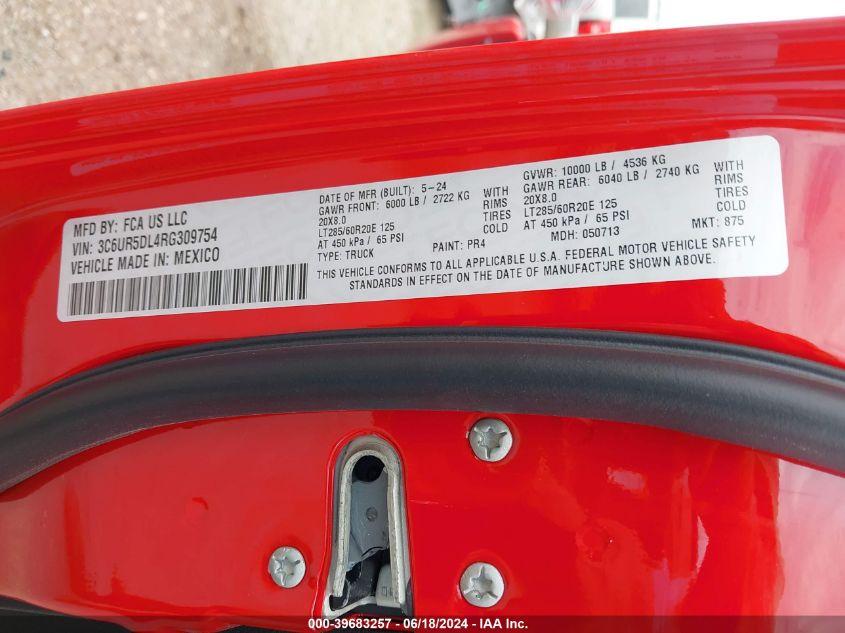 MFD BY: FCA US LLC
VIN: 3C6UR5DL4RG309754
VEHICLE MADE IN: MEXICO
DATE OF MFR (BUILT): 5-24
GAWR FRONT: 6000 LB / 2722 KG WITH
20X8.0 RIMS
LT285/60R20E 125 TIRES
AT 450 kPa / 65 PSI COLD
TYPE: TRUCK PAINT: PR4
GVWR: 10000 LB / 4536 KG
GAWR REAR: 6040 LB / 2740 KG WITH
20X8.0 RIMS
LT285/60R20E 125 TIRES
AT 450 kPa / 65 PSI COLD
MDH: 050713 MKT: 875
THIS VEHICLE CONFORMS TO ALL APPLICABLE U.S.A. FEDERAL MOTOR VEHICLE SAFETY
STANDARDS IN EFFECT ON THE DATE OF MANUFACTURE SHOWN ABOVE.
000-39683257 - 06/18/2024 - IAA Inc.